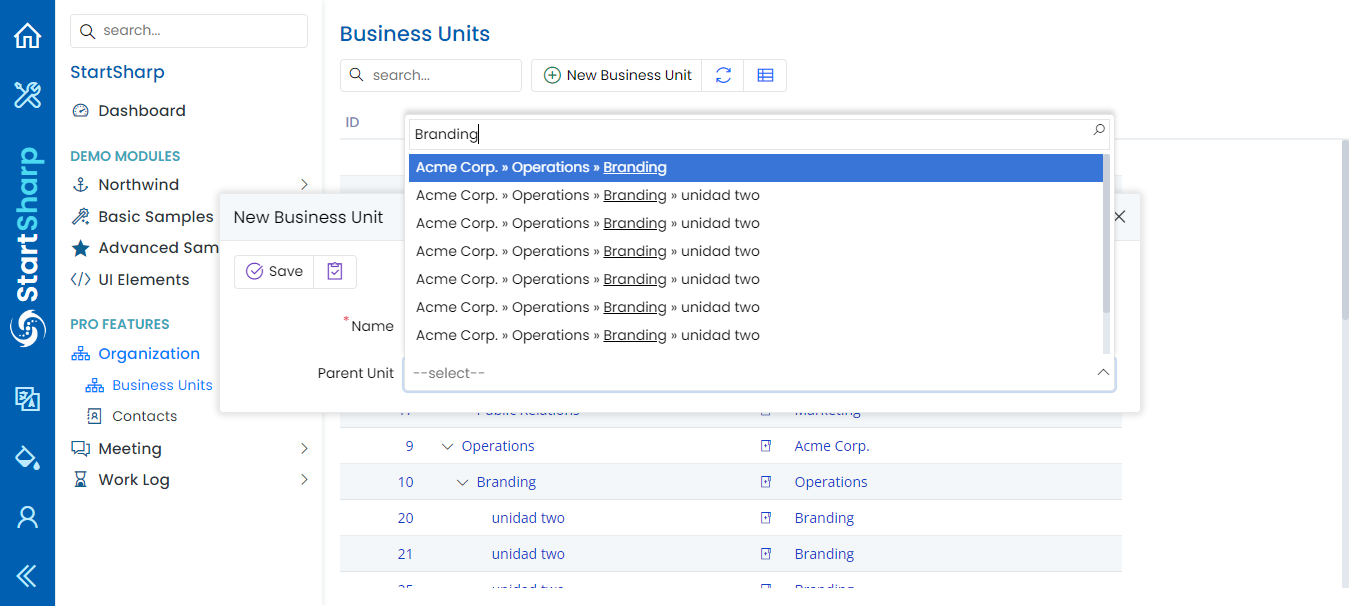 search...
StartSharp
Dashboard
DEMO MODULES
Northwind
Basic Samples
Advanced Sam
UI Elements
PRO FEATURES
Organization
Business Units
Contacts
Meeting
Work Log
StartSharp
Business Units
search...
New Business Unit
ID
Branding
Acme Corp. » Operations » Branding
Acme Corp. » Operations » Branding » unidad two
Acme Corp. » Operations » Branding » unidad two
Acme Corp. » Operations » Branding » unidad two
Acme Corp. » Operations » Branding » unidad two
Acme Corp. » Operations » Branding » unidad two
Acme Corp. » Operations » Branding » unidad two
New Business Unit
Save
*Name
Parent Unit --select--
17 Public Relations Marketing
9 Operations Acme Corp.
10 Branding Operations
20 unidad two Branding
21 unidad two Branding
unidad two Branding